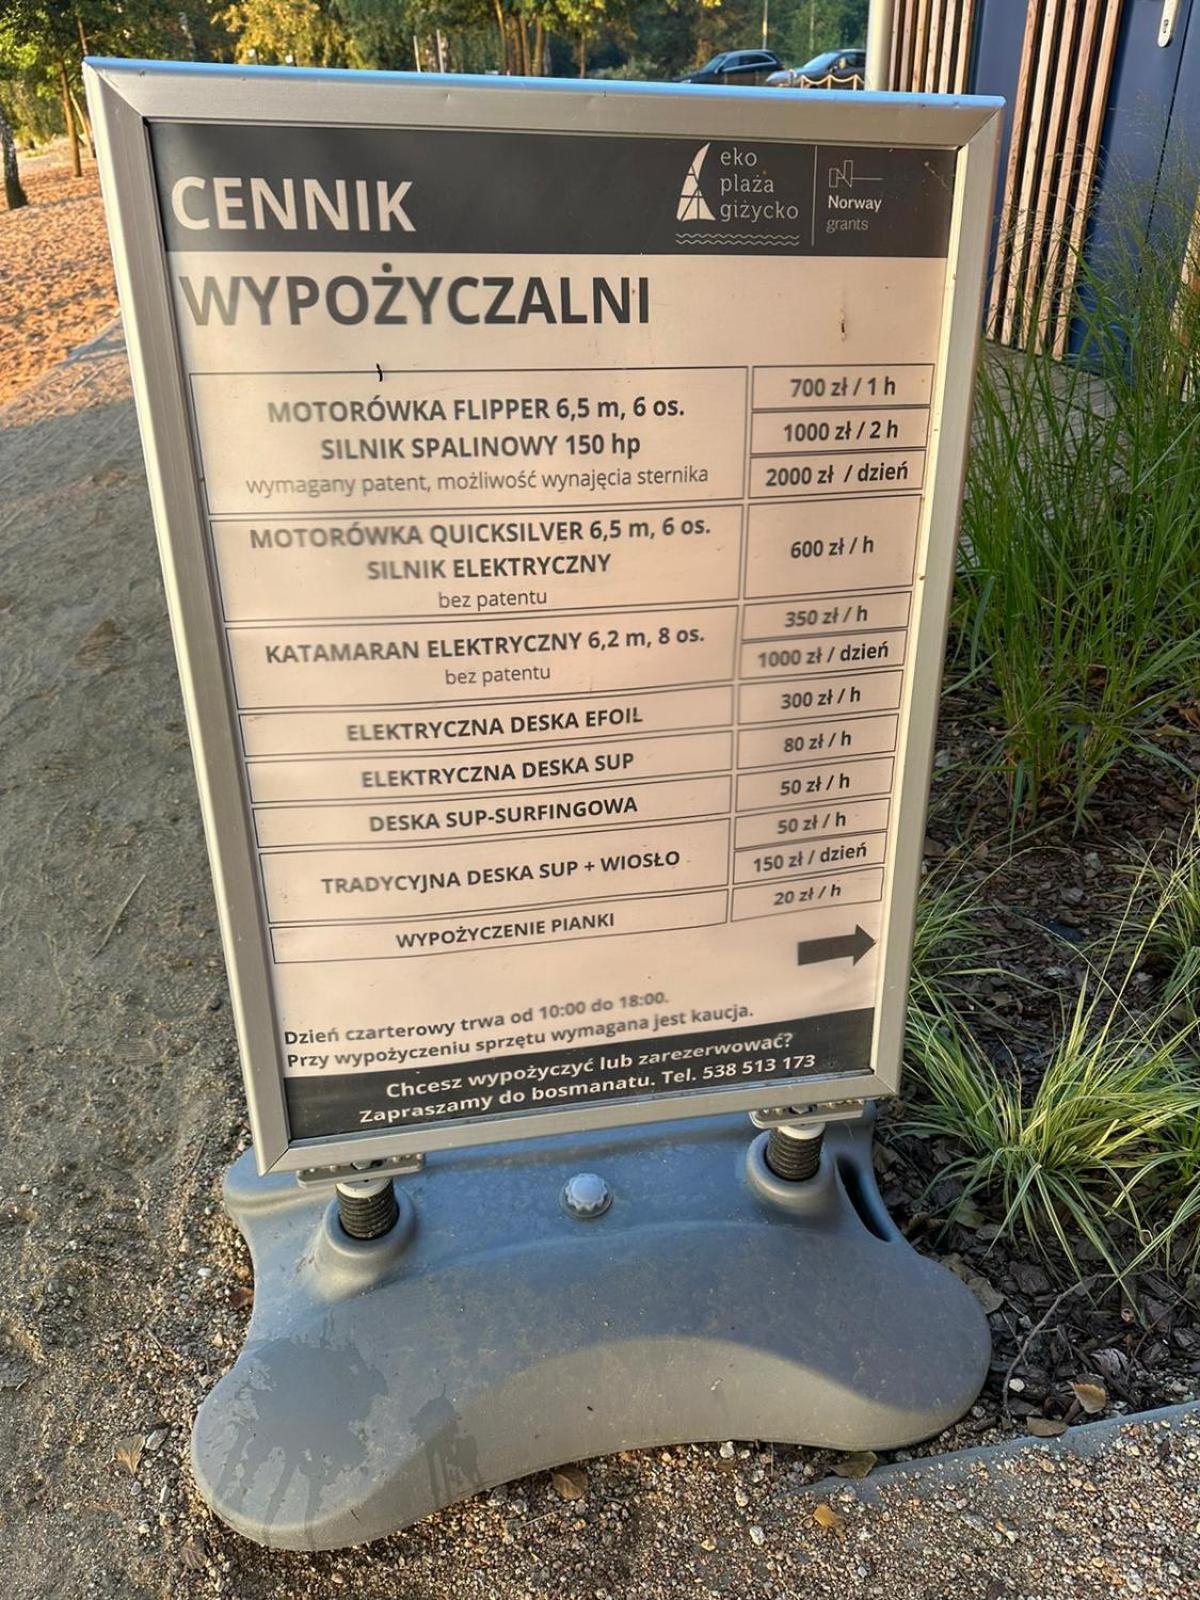 CENNIK
eko
plaża
giżycko
Norway
grants
WYPOŻYCZALNI
MOTORÓWKA FLIPPER 6,5 m, 6 os.
SILNIK SPALINOWY 150 hp
wymagany patent, możliwość wynajęcia sternika
700 zł / 1 h
1000 zł / 2 h
2000 zł / dzień
MOTORÓWKA QUICKSILVER 6,5 m, 6 os.
SILNIK ELEKTRYCZNY
bez patentu
600 zł / h
KATAMARAN ELEKTRYCZNY 6,2 m, 8 os.
bez patentu
350 zł / h
1000 zł / dzień
ELEKTRYCZNA DESKA EFOIL
300 zł / h
ELEKTRYCZNA DESKA SUP
80 zł / h
DESKA SUP-SURFINGOWA
50 zł / h
TRADYCYJNA DESKA SUP + WIOSŁO
50 zł / h
150 zł / dzień
WYPOŻYCZENIE PIANKI
20 zł / h
Dzień czarterowy trwa od 10:00 do 18:00.
Przy wypożyczeniu sprzętu wymagana jest kaucja.
Chcesz wypożyczyć lub zarezerwować?
Zapraszamy do bosmanatu. Tel. 538 513 173